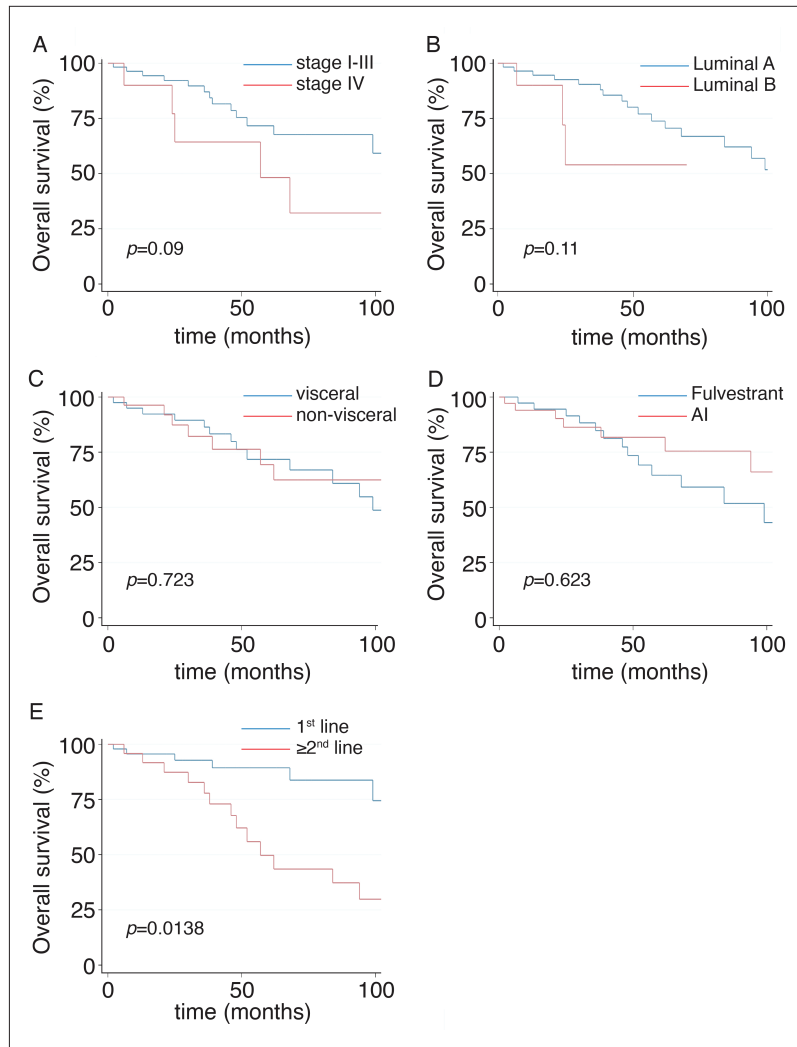 A
stage I-III
stage IV
Overall survival (%)
100
75
50
25
0
p=0.09
0
50
100
time (months)
B
Luminal A
Luminal B
Overall survival (%)
100
75
50
25
0
p=0.11
0
50
100
time (months)
C
visceral
non-visceral
Overall survival (%)
100
75
50
25
0
p=0.723
0
50
100
time (months)
D
Fulvestrant
AI
Overall survival (%)
100
75
50
25
0
p=0.623
0
50
100
time (months)
E
1st line
≥2nd line
Overall survival (%)
100
75
50
25
0
p=0.0138
0
50
100
time (months)